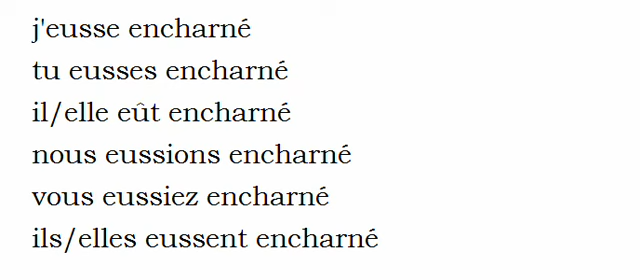 j'eusse encharné
tu eusses encharné
il/elle eût encharné
nous eussions encharné
vous eussiez encharné
ils/elles eussent encharné